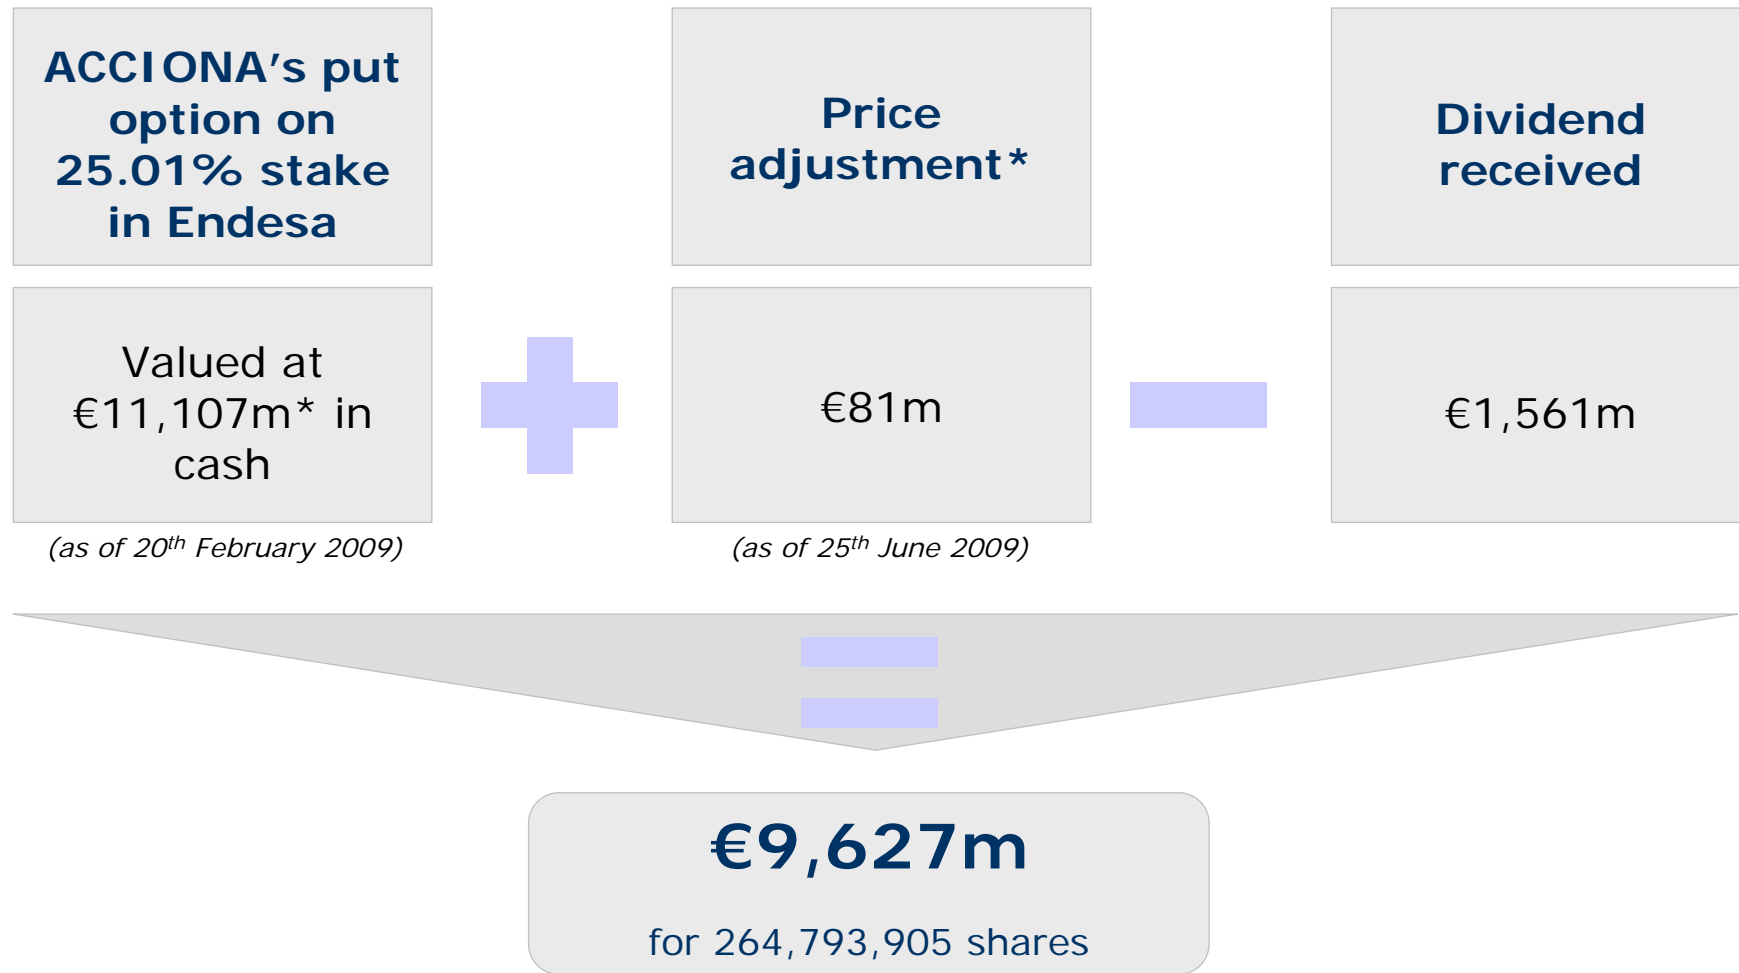 ACCIONA’s put
option on
25.01% stake
in Endesa
Price
adjustment*
Dividend
received
Valued at
€11,107m* in
cash
€81m
€1,561m
(as of 20th February 2009)
(as of 25th June 2009)
€9,627m
for 264,793,905 shares